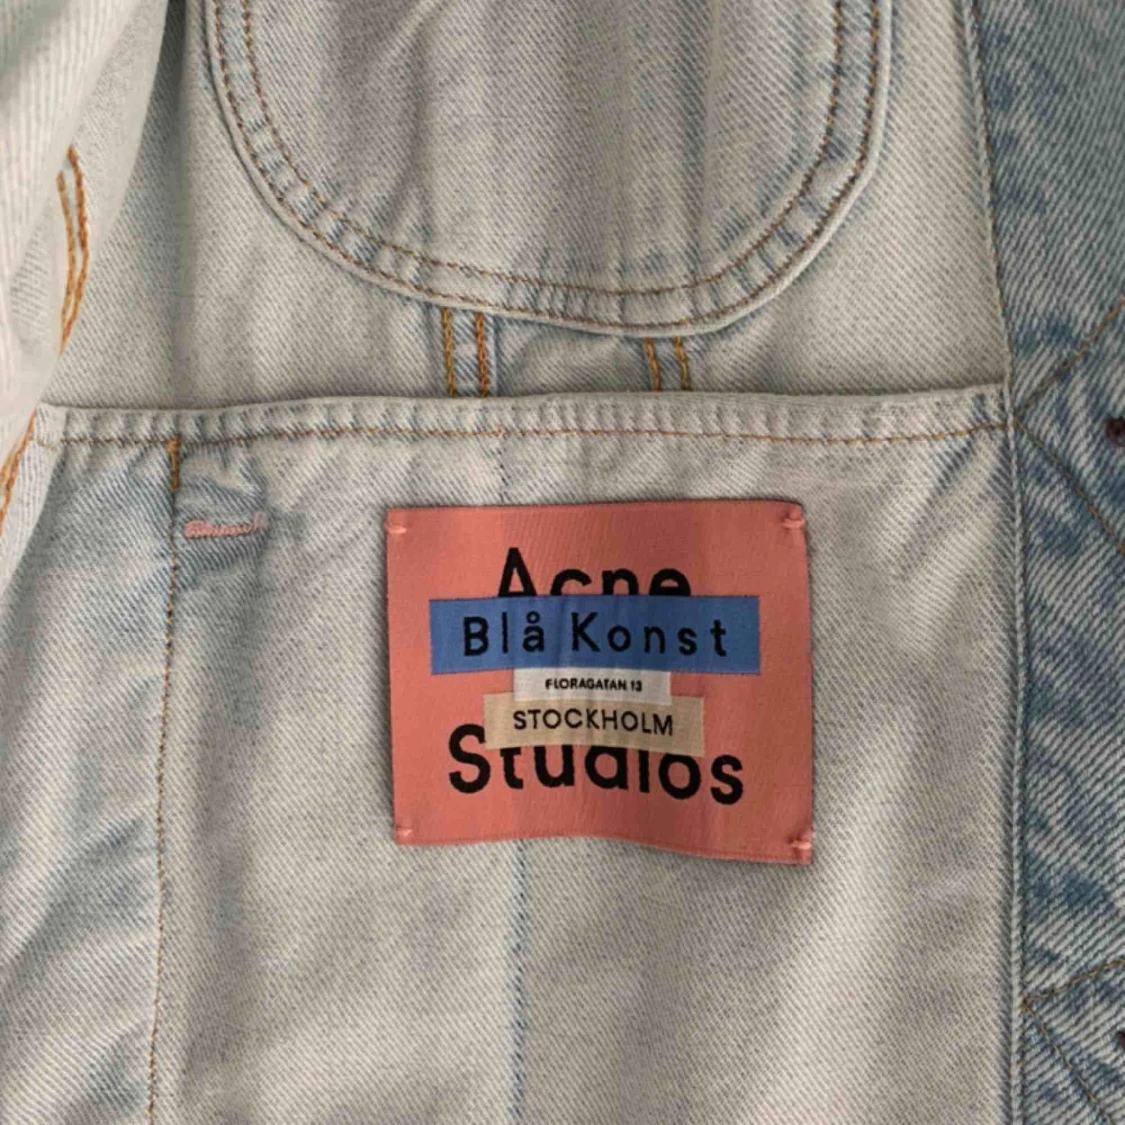 Acne
Blå Konst
FLORAGATAN 13
STOCKHOLM
Studios